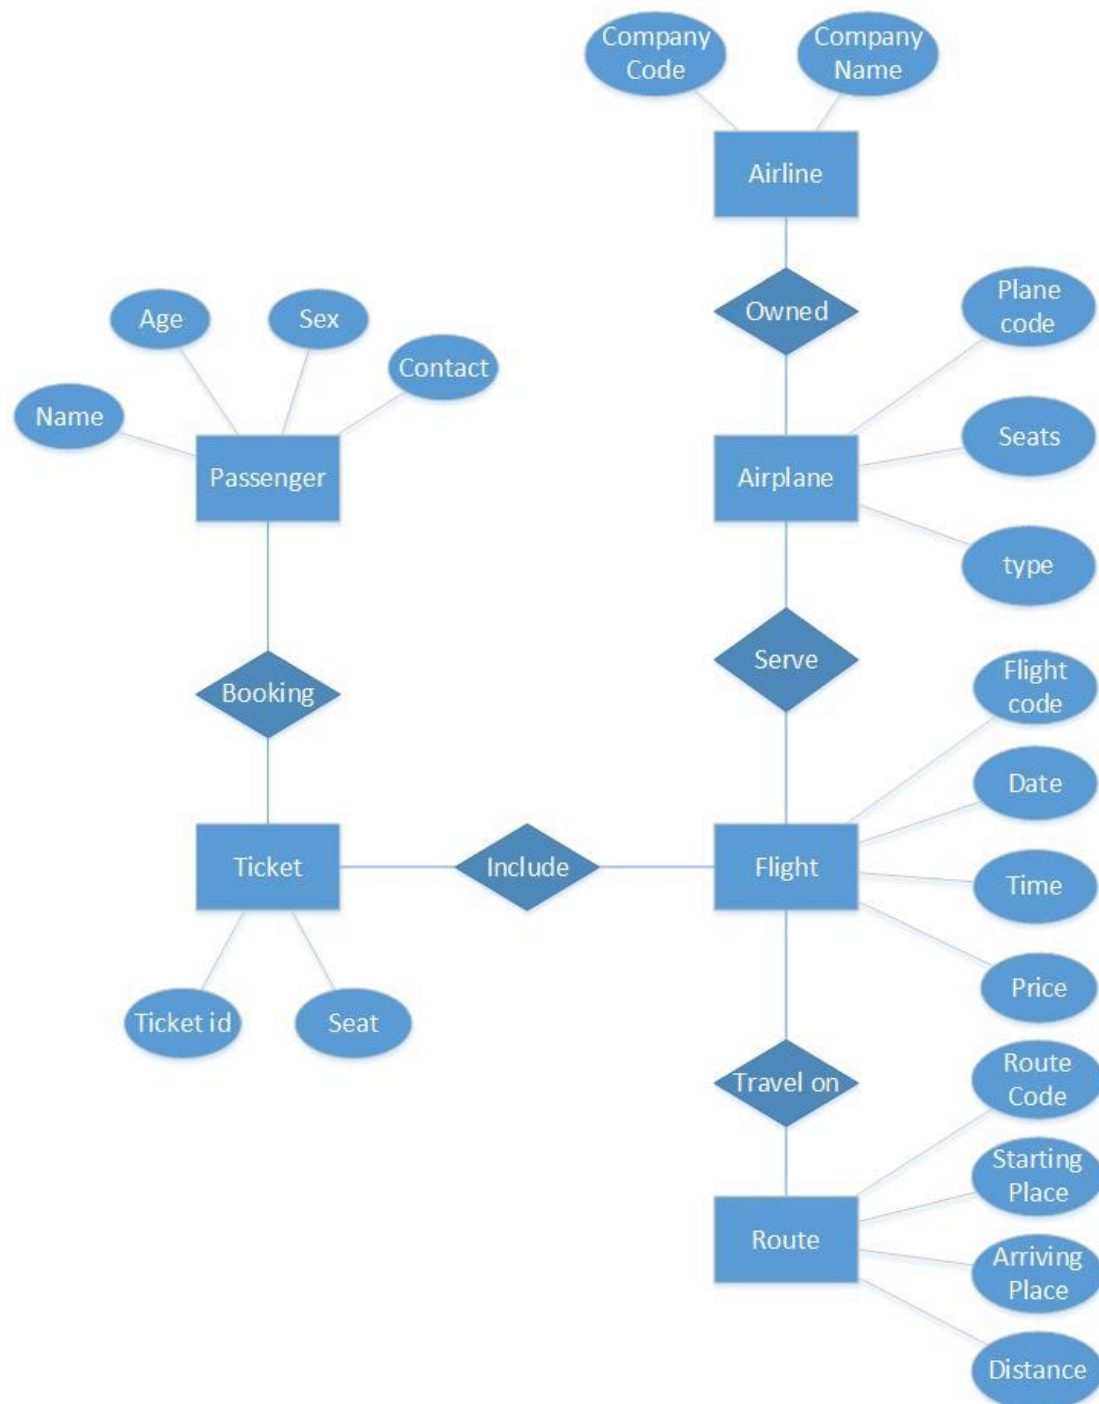 Company
Code
Company
Name
Airline
Owned
Plane
code
Age
Sex
Contact
Name
Seats
Passenger
Airplane
type
Serve
Booking
Flight
code
Date
Ticket
Include
Flight
Time
Price
Ticket id
Seat
Travel on
Route
Code
Starting
Place
Route
Arriving
Place
Distance